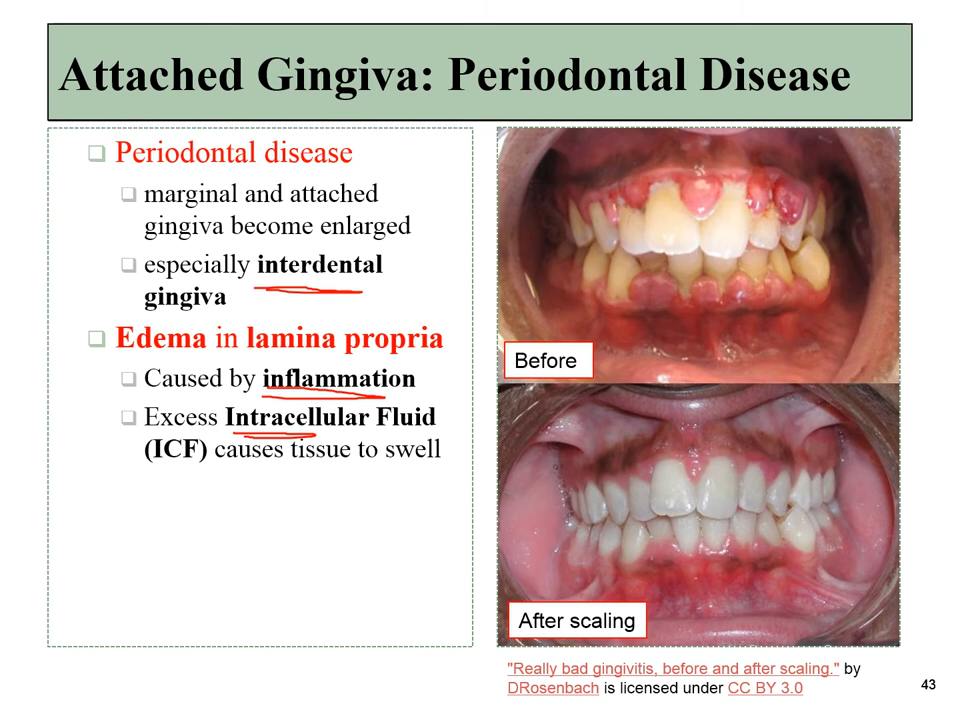 Attached Gingiva: Periodontal Disease
Periodontal disease
marginal and attached
gingiva become enlarged
especially interdental
gingiva
Edema in lamina propria
Caused by inflammation
Excess Intracellular Fluid
(ICF) causes tissue to swell
Before
After scaling
"Really bad gingivitis, before and after scaling." by
DRosenbach is licensed under CC BY 3.0
43